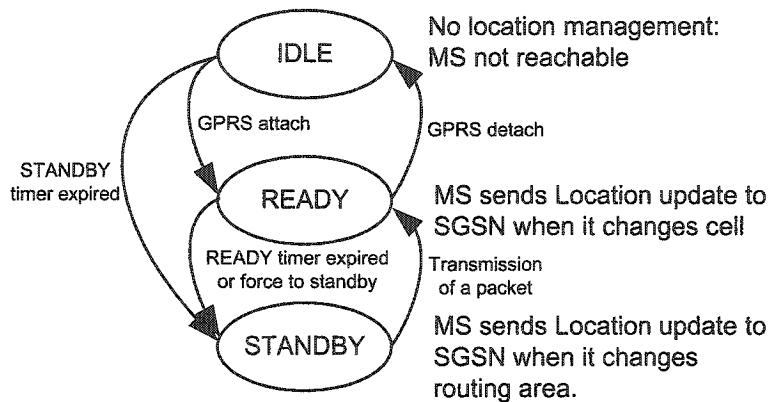 IDLE
No location management:
MS not reachable
GPRS attach
GPRS detach
STANDBY
timer expired
READY
MS sends Location update to
SGSN when it changes cell
READY timer expired
or force to standby
Transmission
of a packet
STANDBY
MS sends Location update to
SGSN when it changes
routing area.